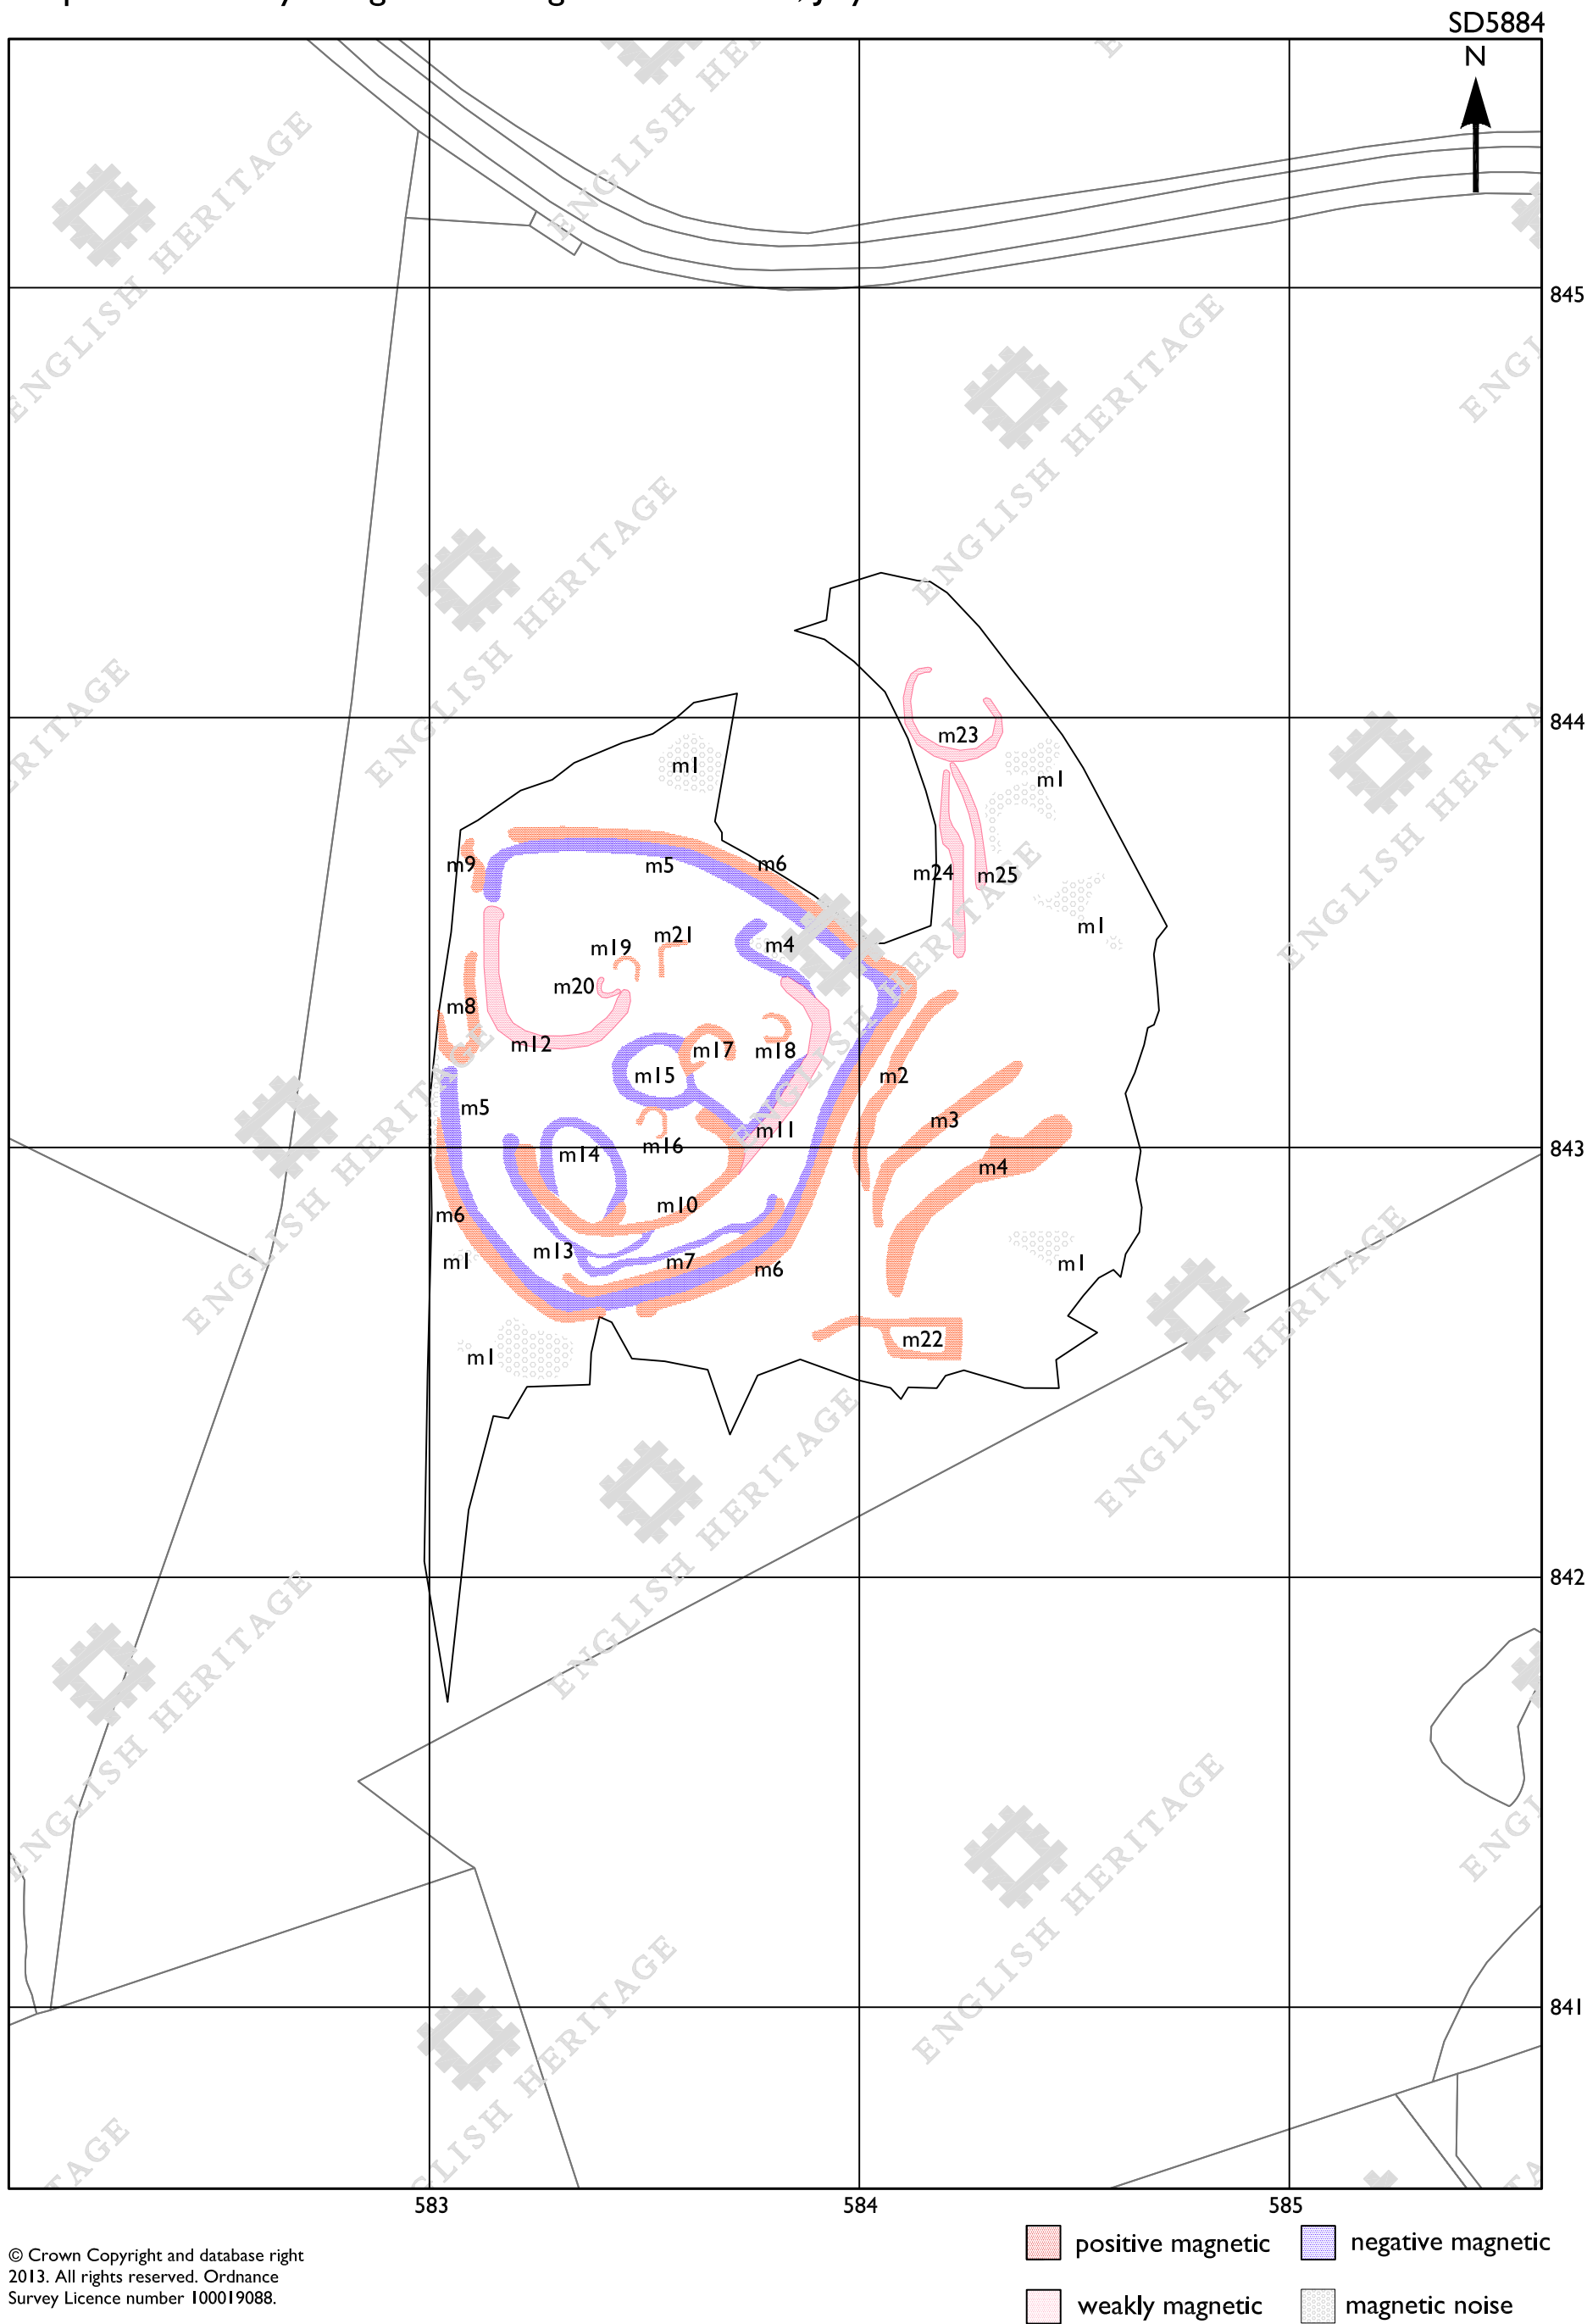 SD5884
N
845
844
843
842
841
583
584
585
m1
m23
m1
m24
m25
m1
m9
m5
m6
m4
m19
m21
m20
m8
m12
m17
m18
m15
m2
m5
m3
m11
m16
m14
m4
m10
m6
m13
m7
m6
m1
m1
m22
m1
ENGLISH HERITAGE
© Crown Copyright and database right
2013. All rights reserved. Ordnance
Survey Licence number 100019088.
positive magnetic
negative magnetic
weakly magnetic
magnetic noise